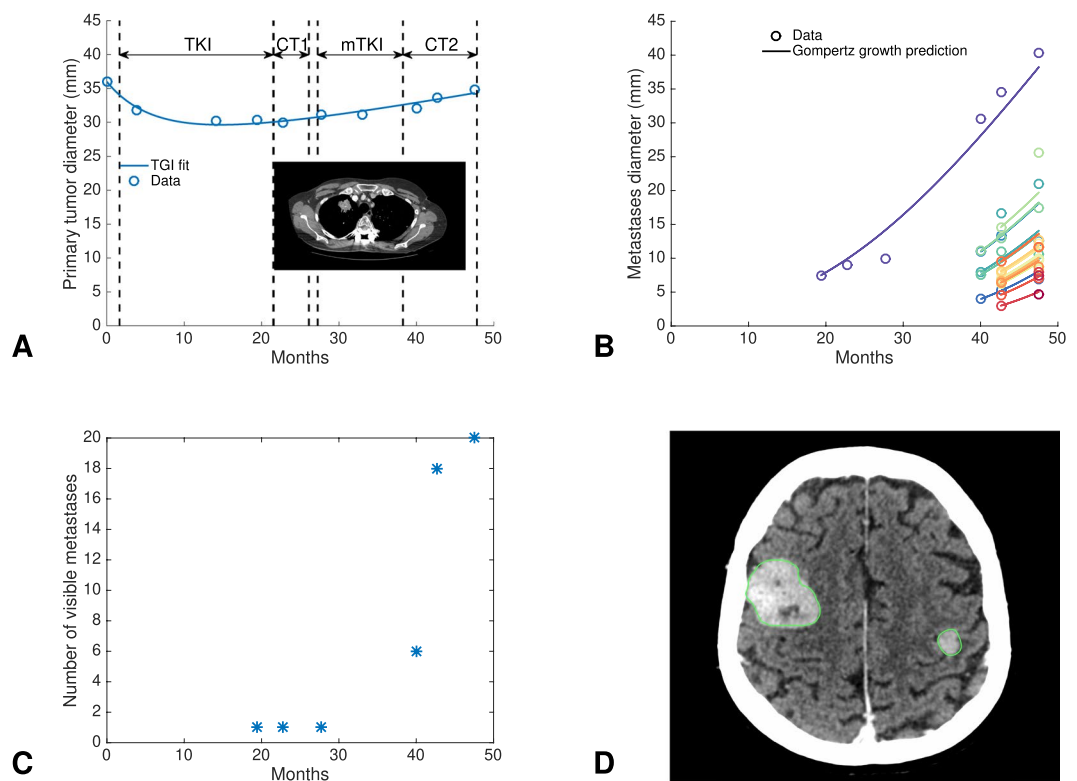 A
45
40
35
30
25
20
15
10
5
0
Primary tumor diameter (mm)
TKI
CT1
mTKI
CT2
TGI fit
Data
0
10
20
30
40
50
Months
B
45
40
35
30
25
20
15
10
5
0
Metastases diameter (mm)
Data
Gompertz growth prediction
0
10
20
30
40
50
Months
C
20
18
16
14
12
10
8
6
4
2
0
Number of visible metastases
0
10
20
30
40
50
Months
D